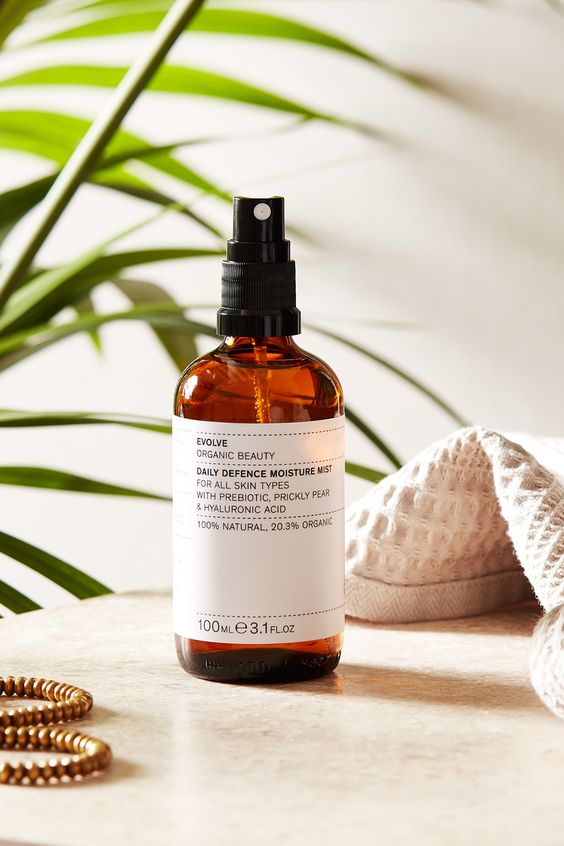 EVOLVE
ORGANIC BEAUTY
DAILY DEFENCE MOISTURE MIST
FOR ALL SKIN TYPES
WITH PREBIOTIC, PRICKLY PEAR
& HYALURONIC ACID
100% NATURAL, 20.3% ORGANIC
100ML ℮ 3.1FL.OZ